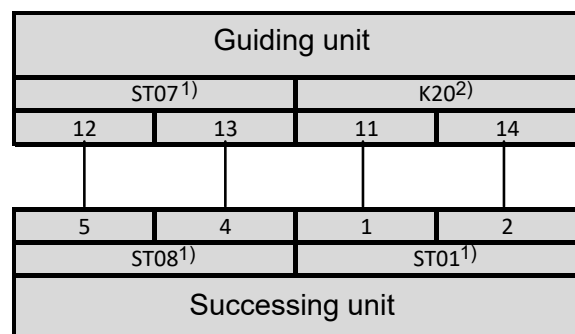 Guiding unit
ST07 1) K20 2)
12 13 11 14
5 4 1 2
ST08 1) ST01 1)
Successing unit